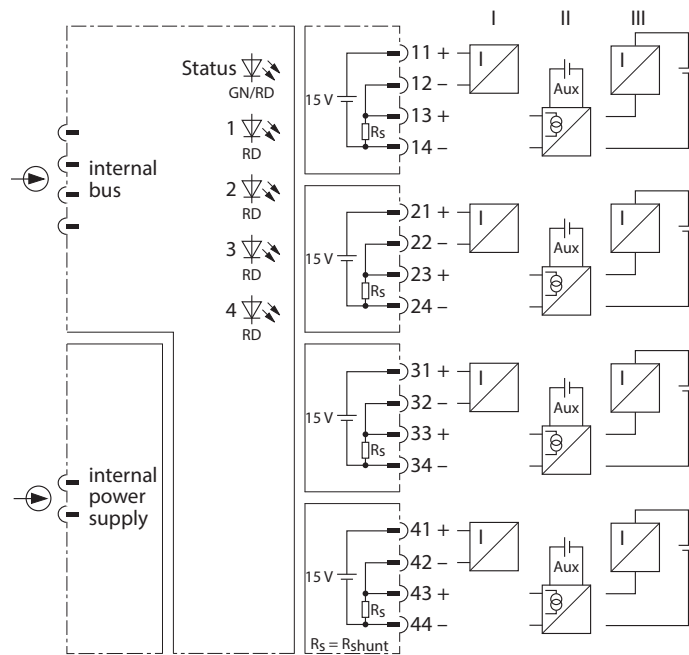 I II III
Status
GN/RD
1
RD
2
RD
3
RD
4
RD
internal
bus
internal
power
supply
15 V
Rs
11 +
12 –
13 +
14 –
I
Aux
I
15 V
Rs
21 +
22 –
23 +
24 –
I
Aux
I
15 V
Rs
31 +
32 –
33 +
34 –
I
Aux
I
15 V
Rs
41 +
42 –
43 +
44 –
I
Aux
I
Rs = Rshunt